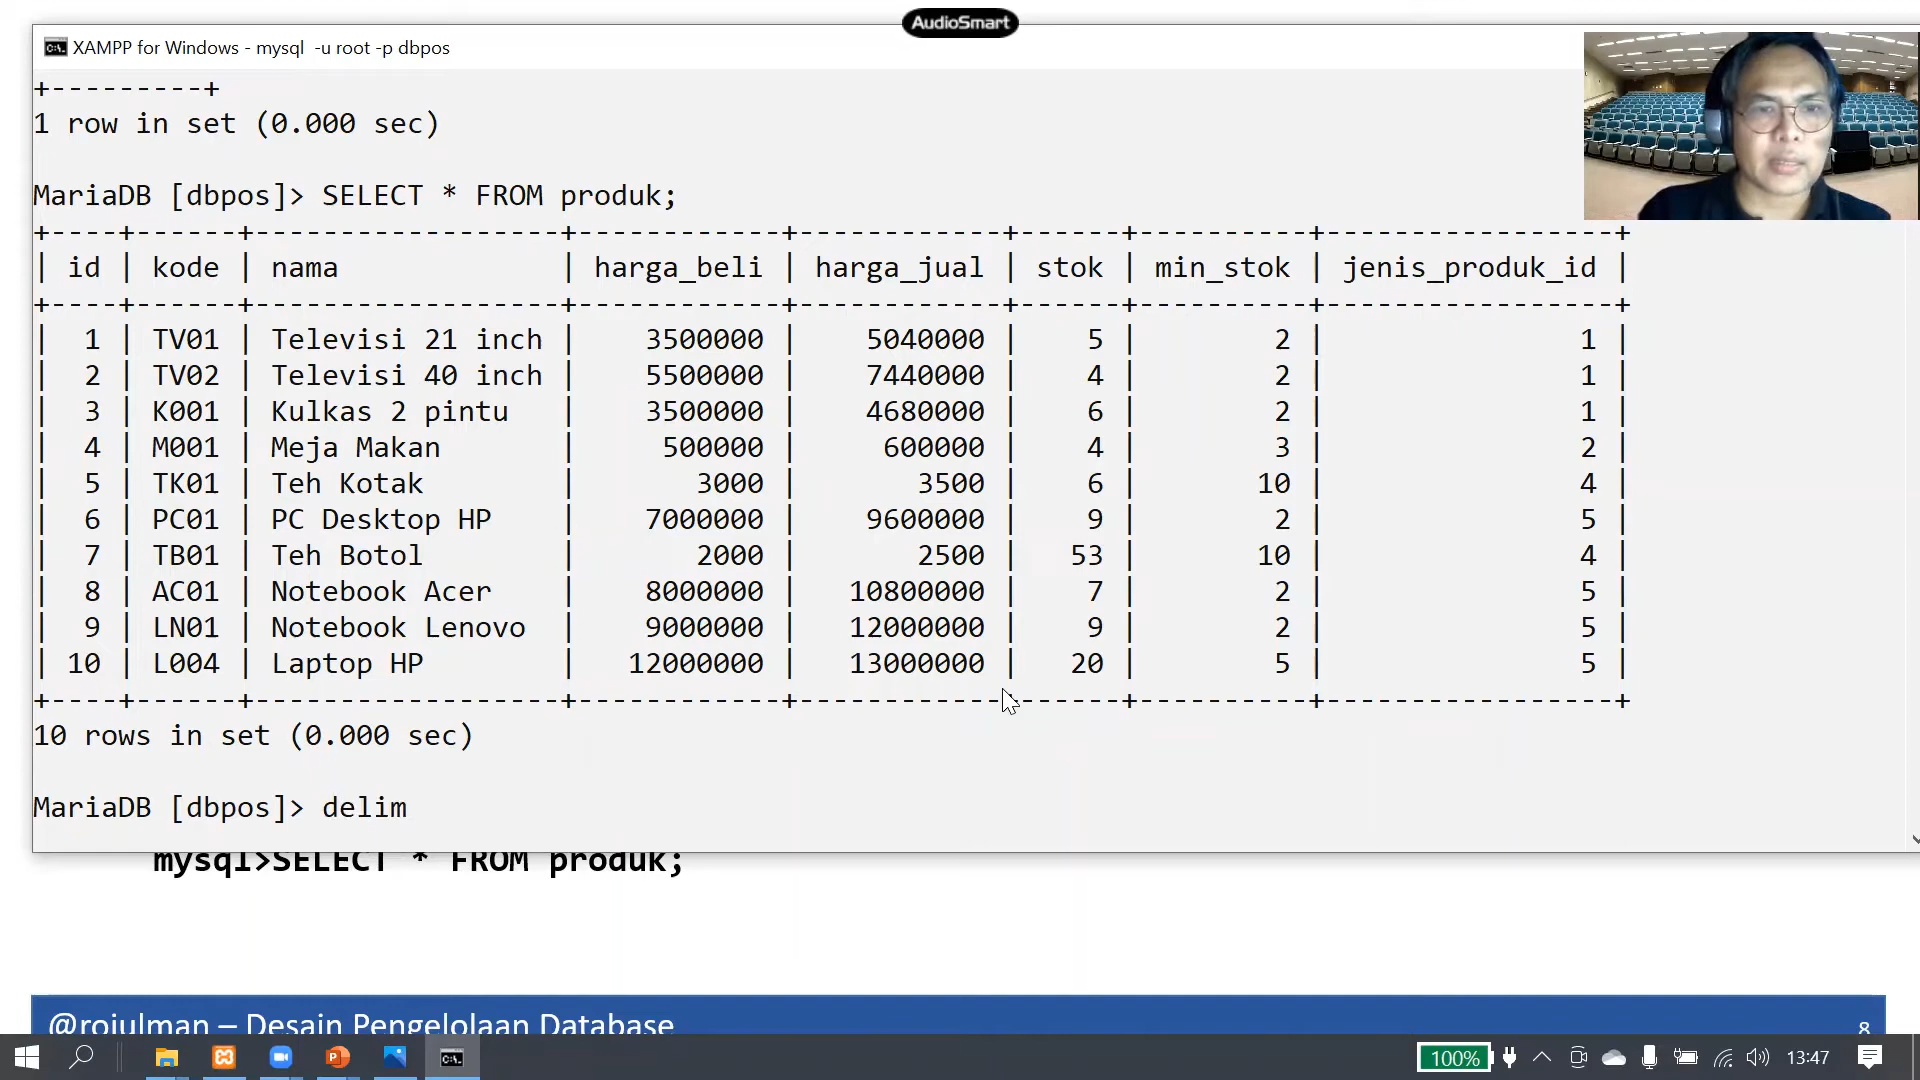 AudioSmart
XAMPP for Windows - mysql -u root -p dbpos
+---------+
1 row in set (0.000 sec)
MariaDB [dbpos]> SELECT * FROM produk;
+----+------+------------------+------------+------------+------+----------+-----------------+
| id | kode | nama             | harga_beli | harga_jual | stok | min_stok | jenis_produk_id |
+----+------+------------------+------------+------------+------+----------+-----------------+
|  1 | TV01 | Televisi 21 inch |    3500000 |    5040000 |    5 |        2 |               1 |
|  2 | TV02 | Televisi 40 inch |    5500000 |    7440000 |    4 |        2 |               1 |
|  3 | K001 | Kulkas 2 pintu   |    3500000 |    4680000 |    6 |        2 |               1 |
|  4 | M001 | Meja Makan       |     500000 |     600000 |    4 |        3 |               2 |
|  5 | TK01 | Teh Kotak        |       3000 |       3500 |    6 |       10 |               4 |
|  6 | PC01 | PC Desktop HP    |    7000000 |    9600000 |    9 |        2 |               5 |
|  7 | TB01 | Teh Botol        |       2000 |       2500 |   53 |       10 |               4 |
|  8 | AC01 | Notebook Acer    |    8000000 |   10800000 |    7 |        2 |               5 |
|  9 | LN01 | Notebook Lenovo  |    9000000 |   12000000 |    9 |        2 |               5 |
| 10 | L004 | Laptop HP        |   12000000 |   13000000 |   20 |        5 |               5 |
+----+------+------------------+------------+------------+------+----------+-----------------+
10 rows in set (0.000 sec)
MariaDB [dbpos]> delim
mysql>SELECT * FROM produk;
@rojulman – Desain Pengelolaan Database
8
100%
13:47